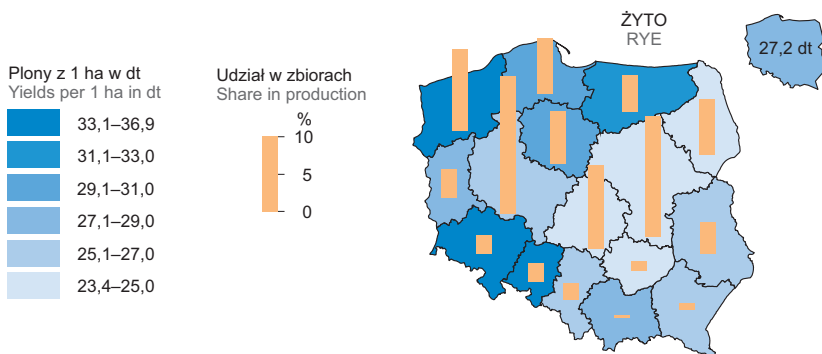 ŻYTO
RYE
27,2 dt
Plony z 1 ha w dt
Yields per 1 ha in dt
33,1–36,9
31,1–33,0
29,1–31,0
27,1–29,0
25,1–27,0
23,4–25,0
Udział w zbiorach
Share in production
%
10
5
0